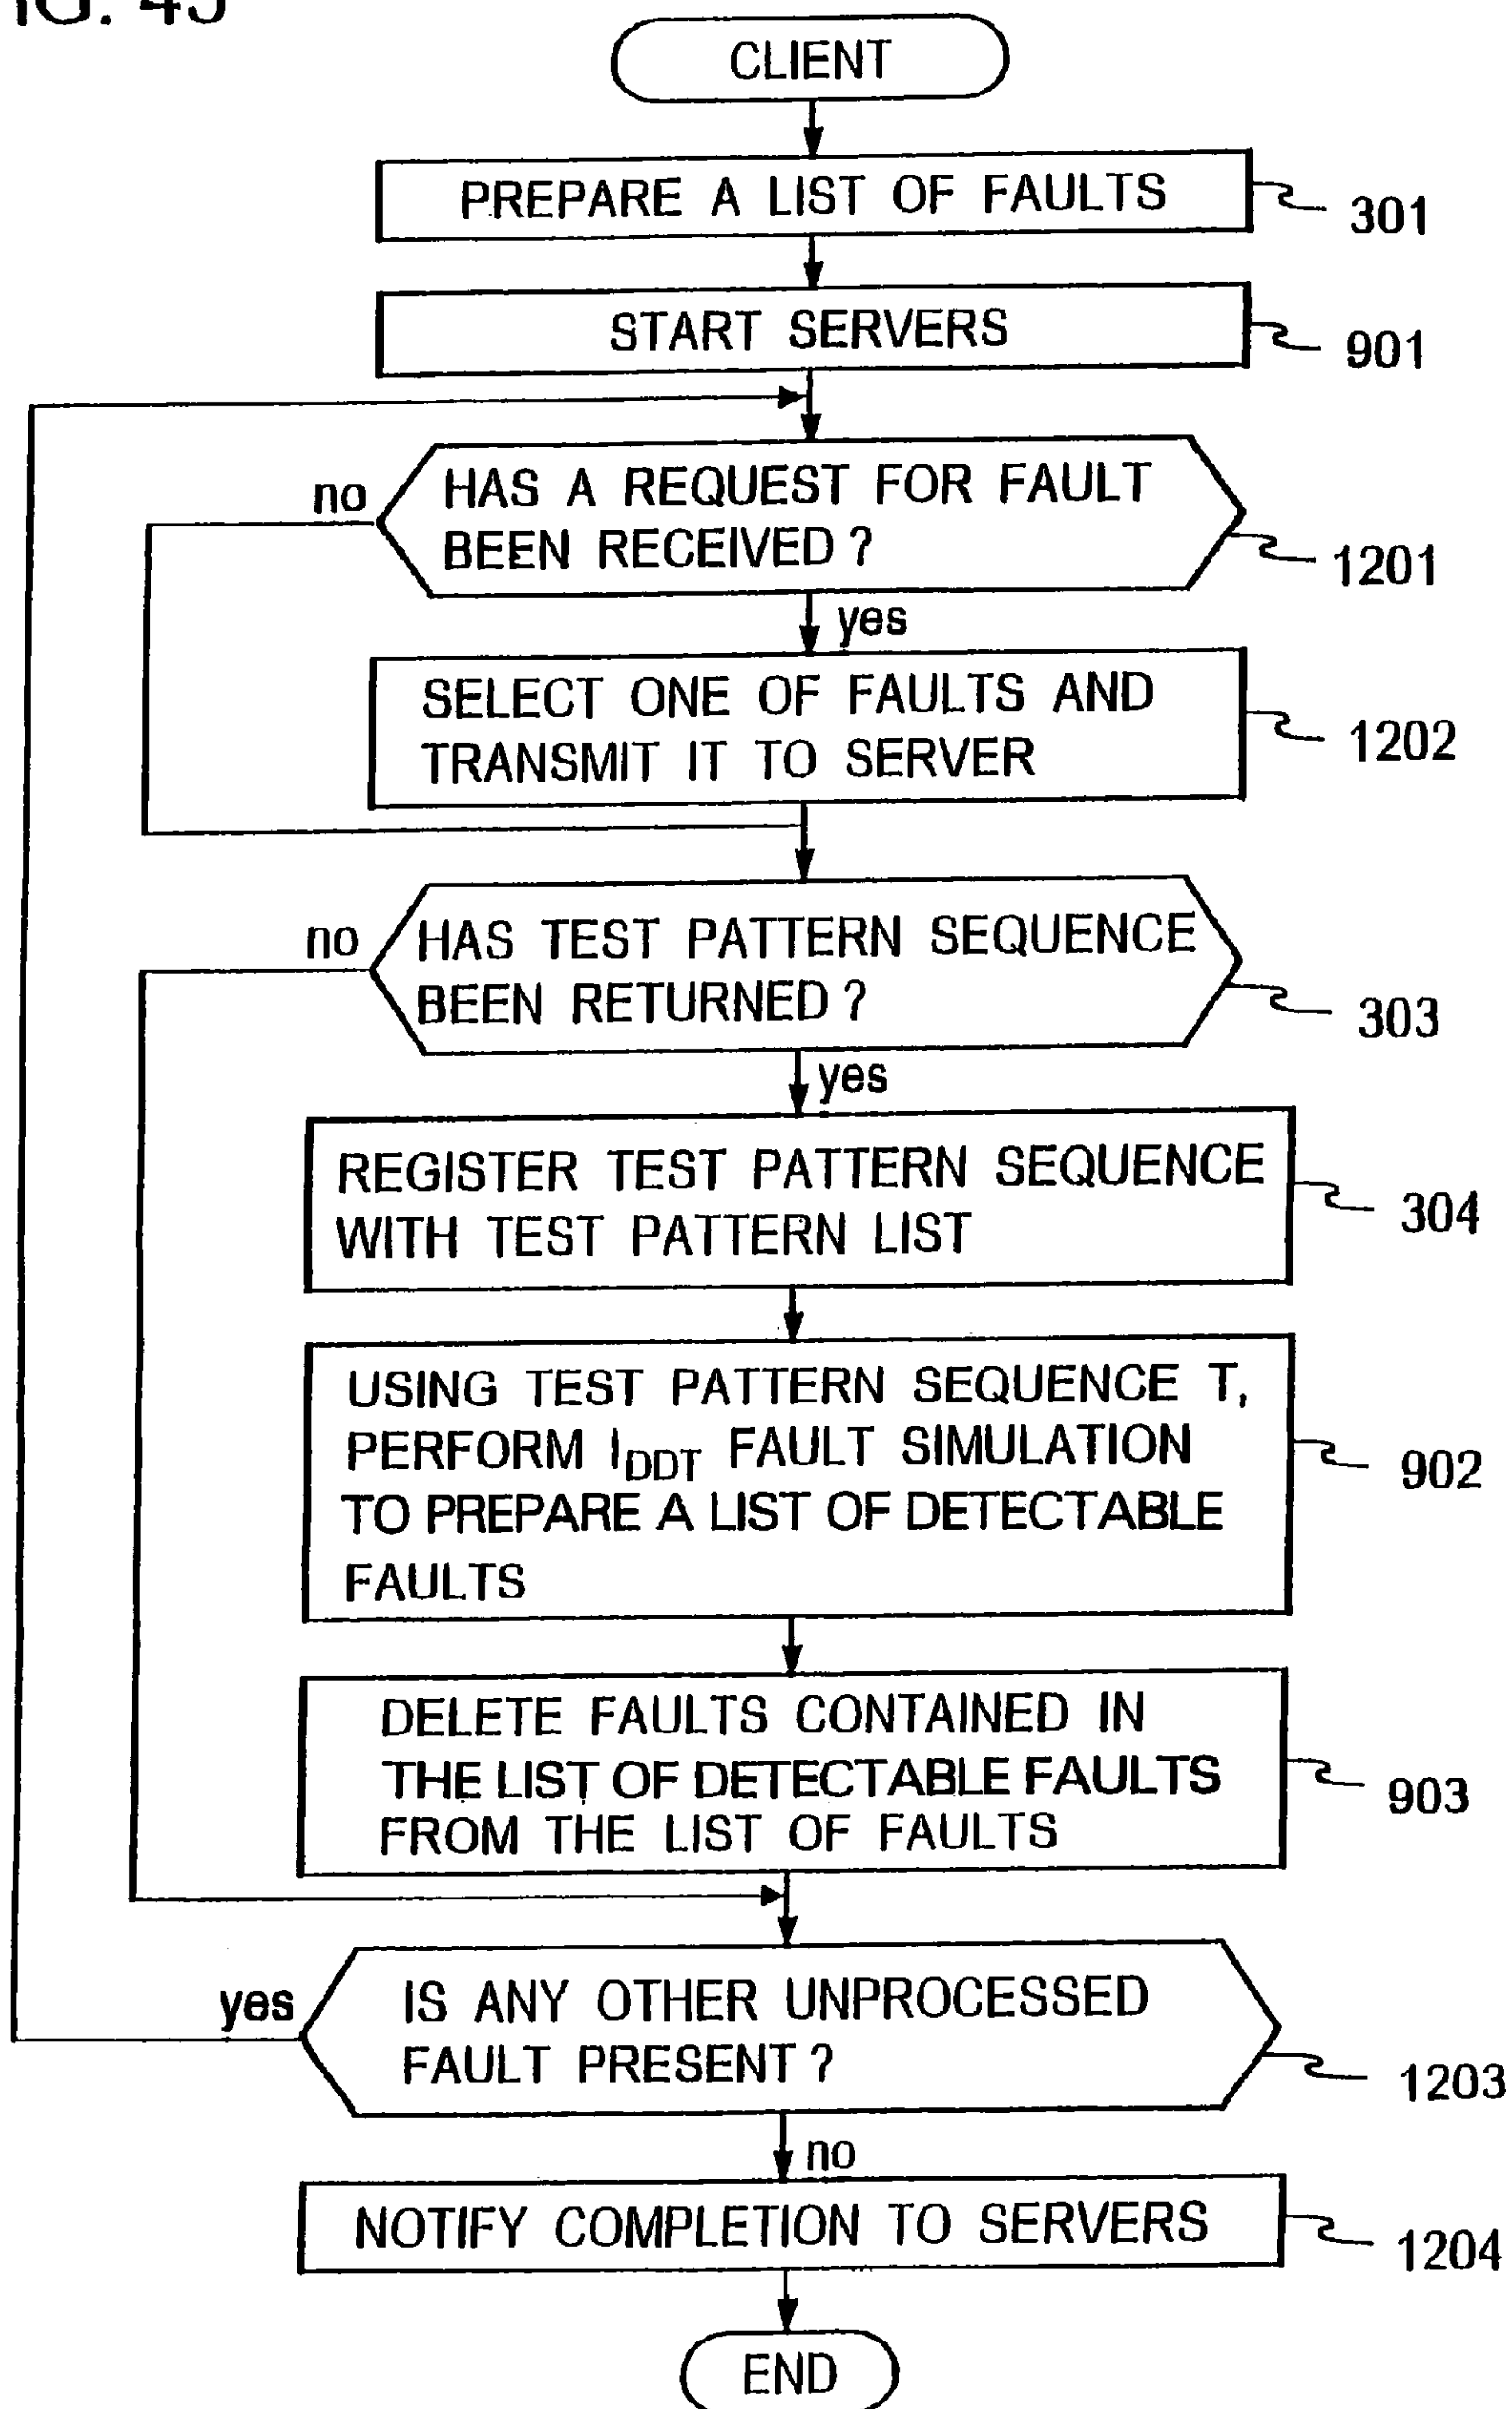 FIG. 45
CLIENT
PREPARE A LIST OF FAULTS
301
START SERVERS
901
no
HAS A REQUEST FOR FAULT
BEEN RECEIVED ?
1201
yes
SELECT ONE OF FAULTS AND
TRANSMIT IT TO SERVER
1202
no
HAS TEST PATTERN SEQUENCE
BEEN RETURNED ?
303
yes
REGISTER TEST PATTERN SEQUENCE
WITH TEST PATTERN LIST
304
USING TEST PATTERN SEQUENCE T,
PERFORM IDDT FAULT SIMULATION
TO PREPARE A LIST OF DETECTABLE
FAULTS
902
DELETE FAULTS CONTAINED IN
THE LIST OF DETECTABLE FAULTS
FROM THE LIST OF FAULTS
903
yes
IS ANY OTHER UNPROCESSED
FAULT PRESENT ?
1203
no
NOTIFY COMPLETION TO SERVERS
1204
END